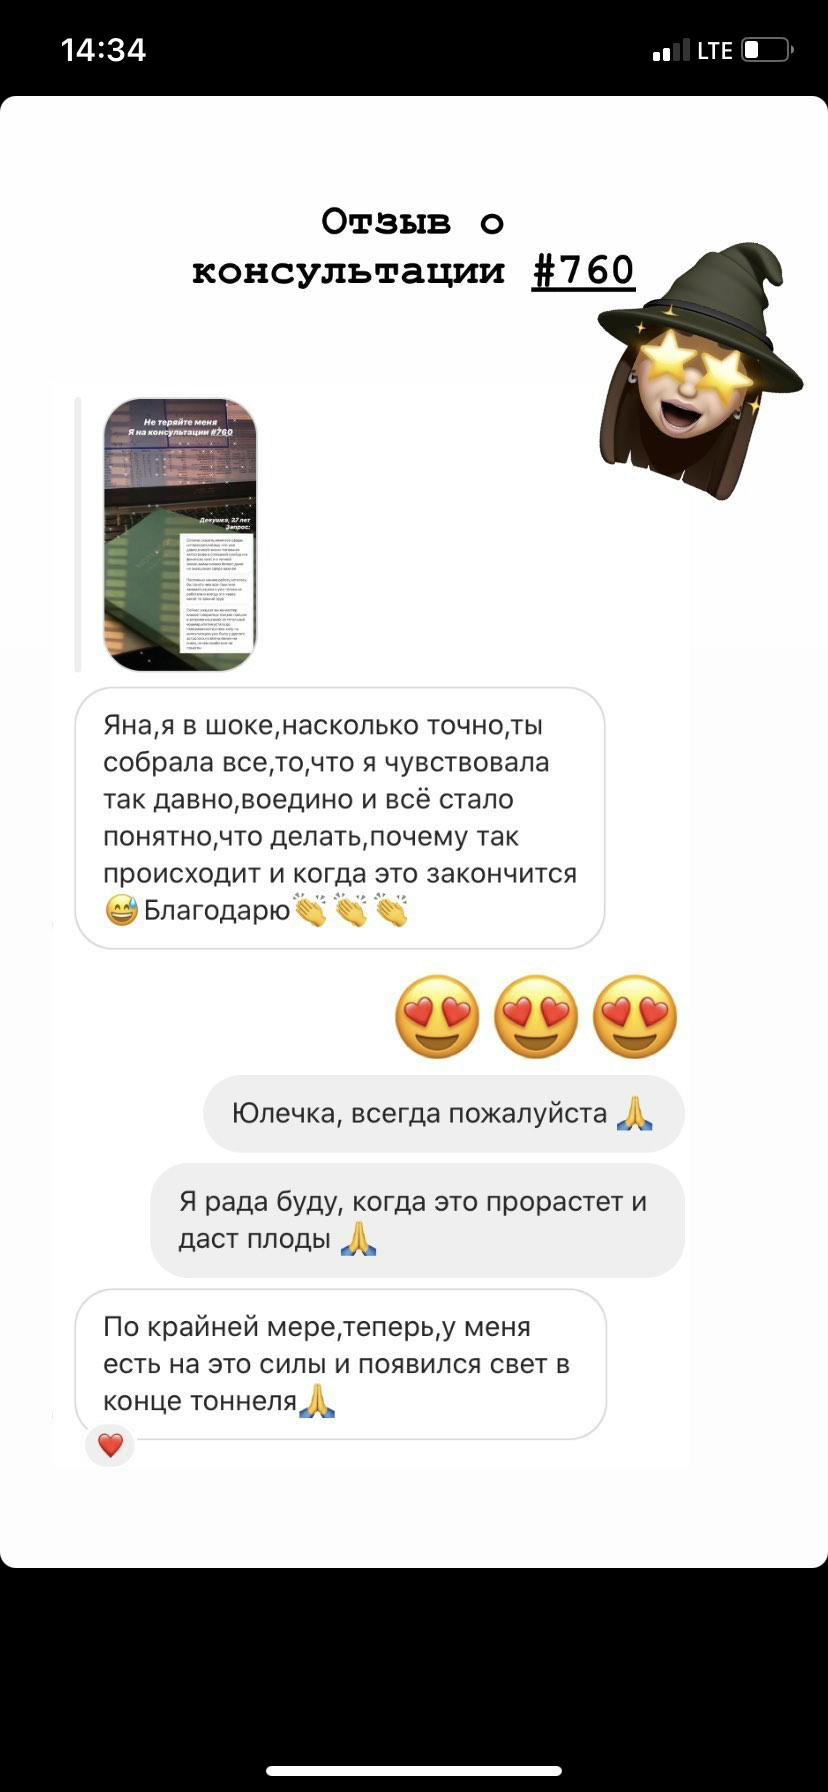 14:34
LTE
Отзыв о
консультации #760
Не теряйте меня
Я на консультации #760
Девушка, 27 лет
Запрос:
Яна,я в шоке,насколько точно,ты
собрала все,то,что я чувствовала
так давно,воедино и всё стало
понятно,что делать,почему так
происходит и когда это закончится
😅Благодарю👏👏👏
😍😍😍
Юлечка, всегда пожалуйста 🙏
Я рада буду, когда это прорастет и
даст плоды 🙏
По крайней мере,теперь,у меня
есть на это силы и появился свет в
конце тоннеля🙏
❤️